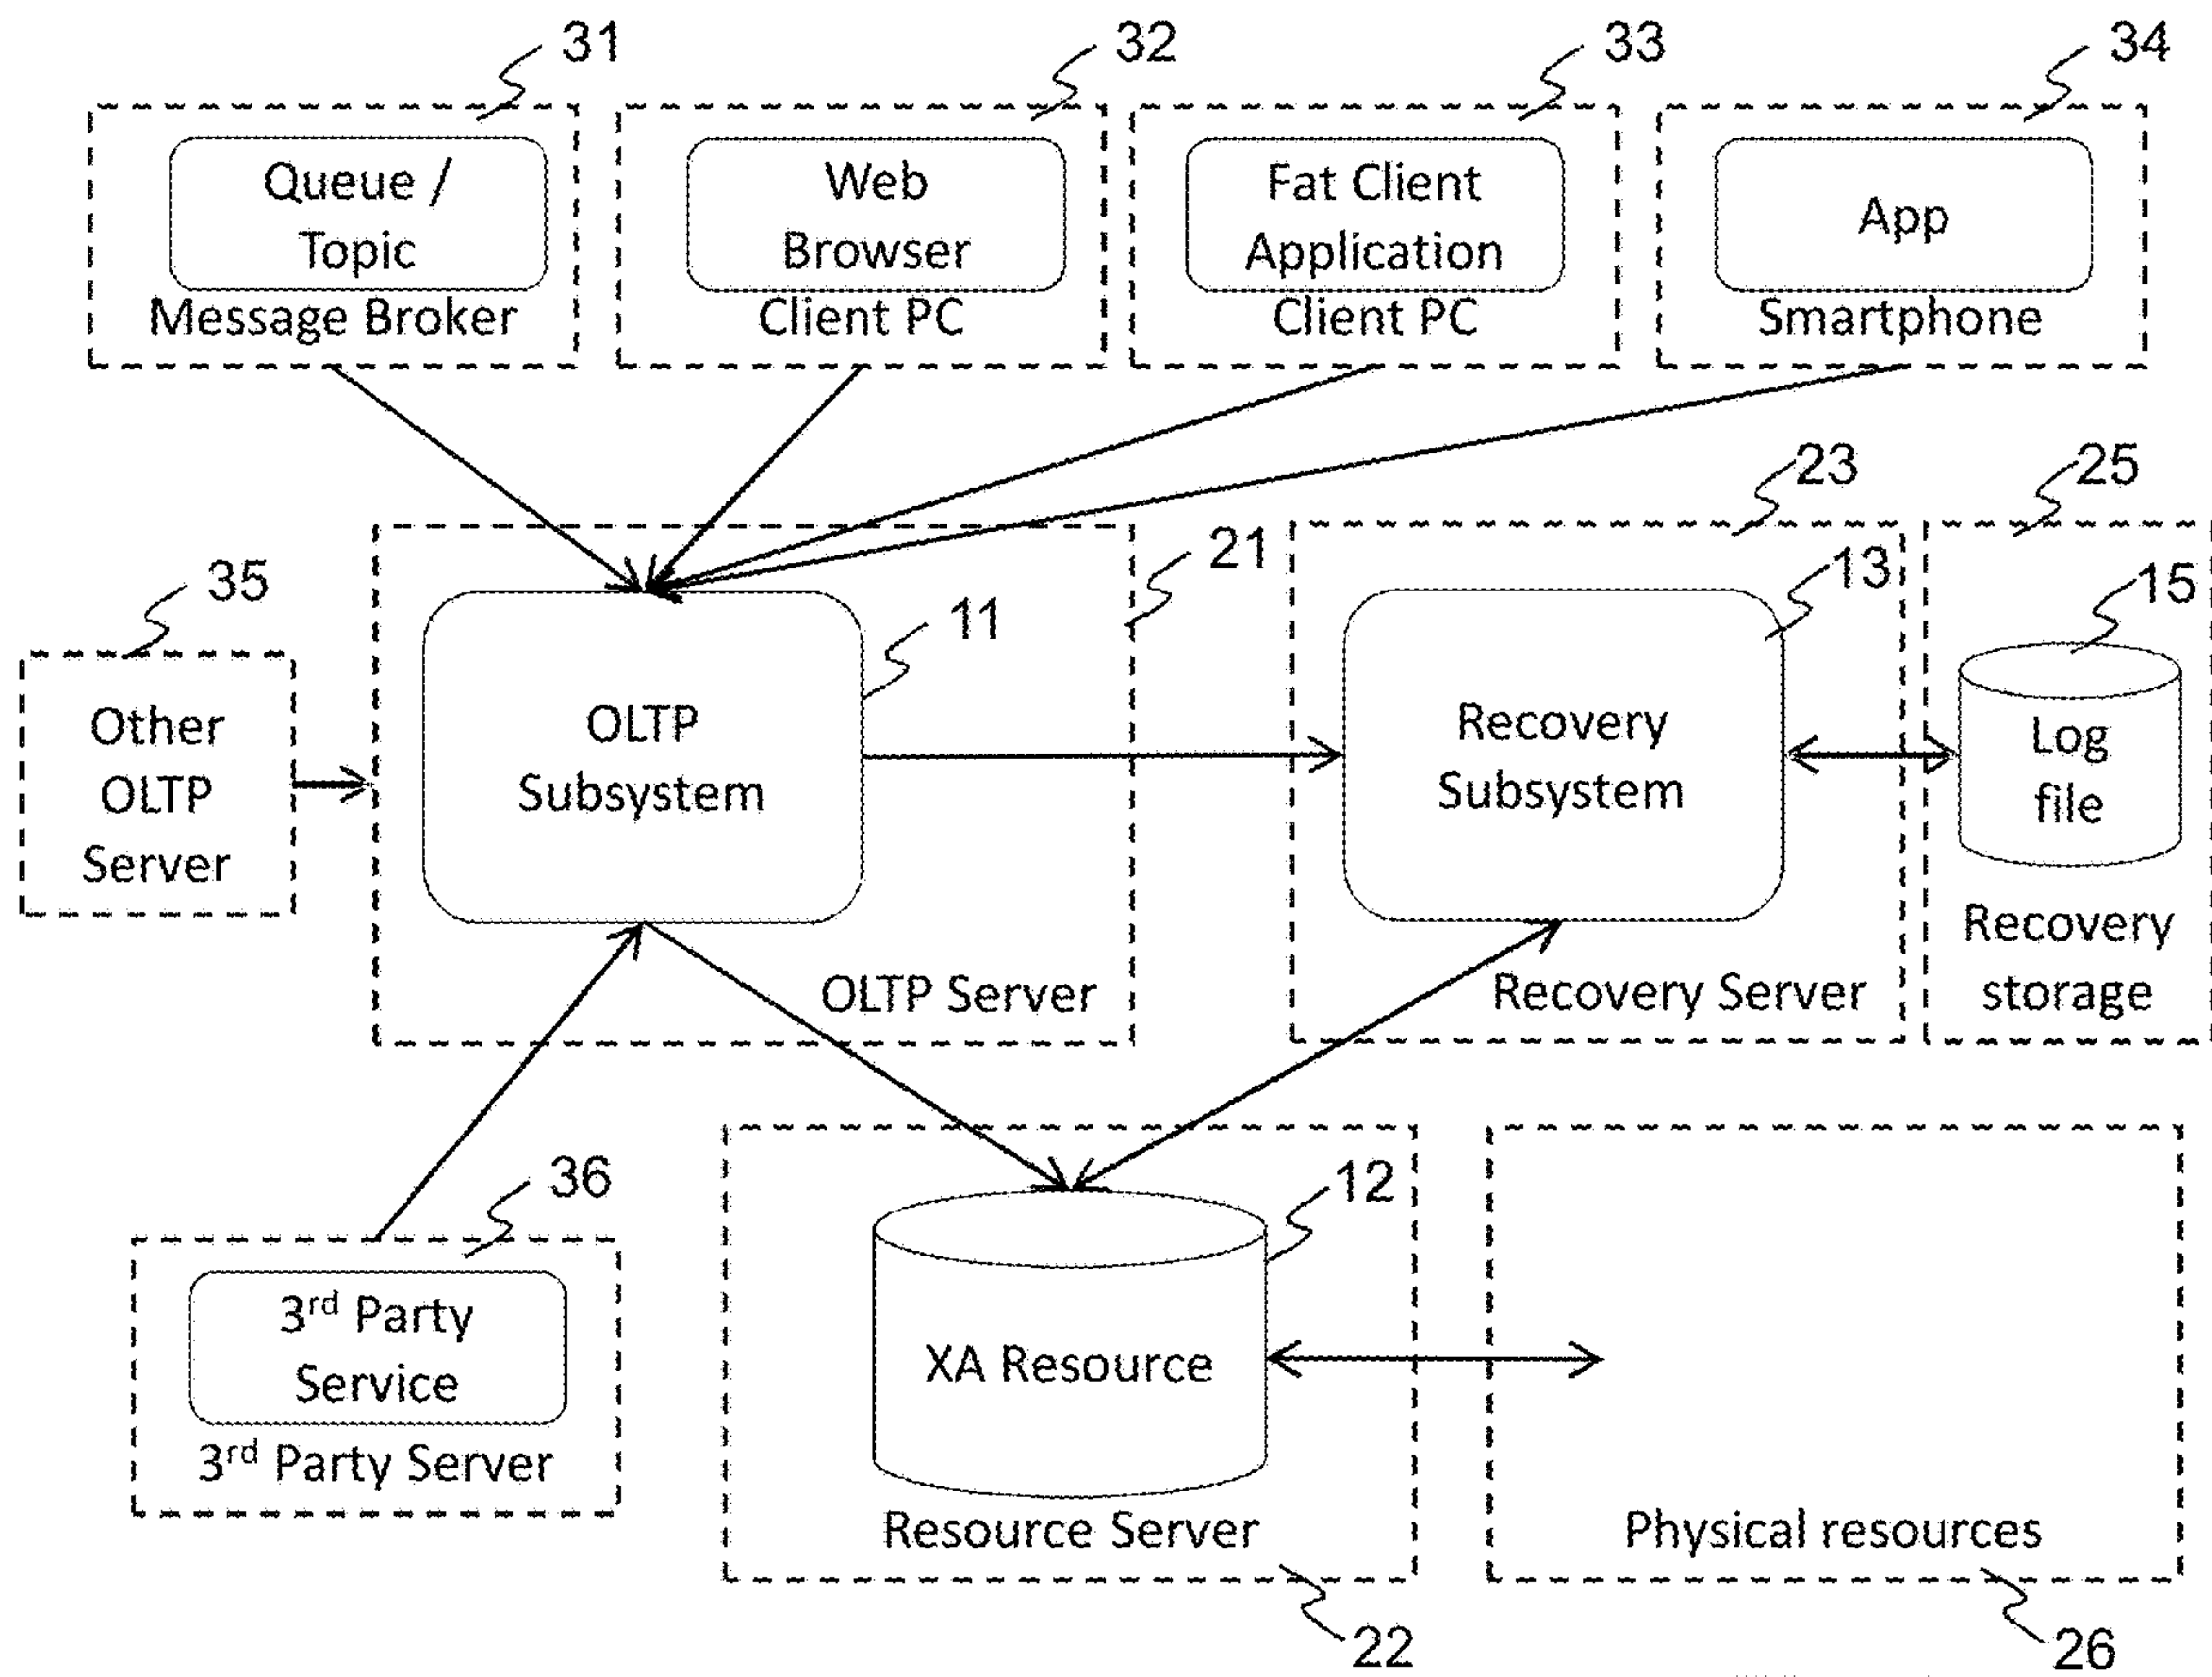 31
32
33
34
Queue /
Topic
Message Broker
Web
Browser
Client PC
Fat Client
Application
Client PC
App
Smartphone
23
25
21
13
15
35
11
Other
OLTP
Server
OLTP
Subsystem
OLTP Server
Recovery
Subsystem
Recovery Server
Log
file
Recovery
storage
36
12
3rd Party
Service
3rd Party Server
XA Resource
Resource Server
Physical resources
22
26